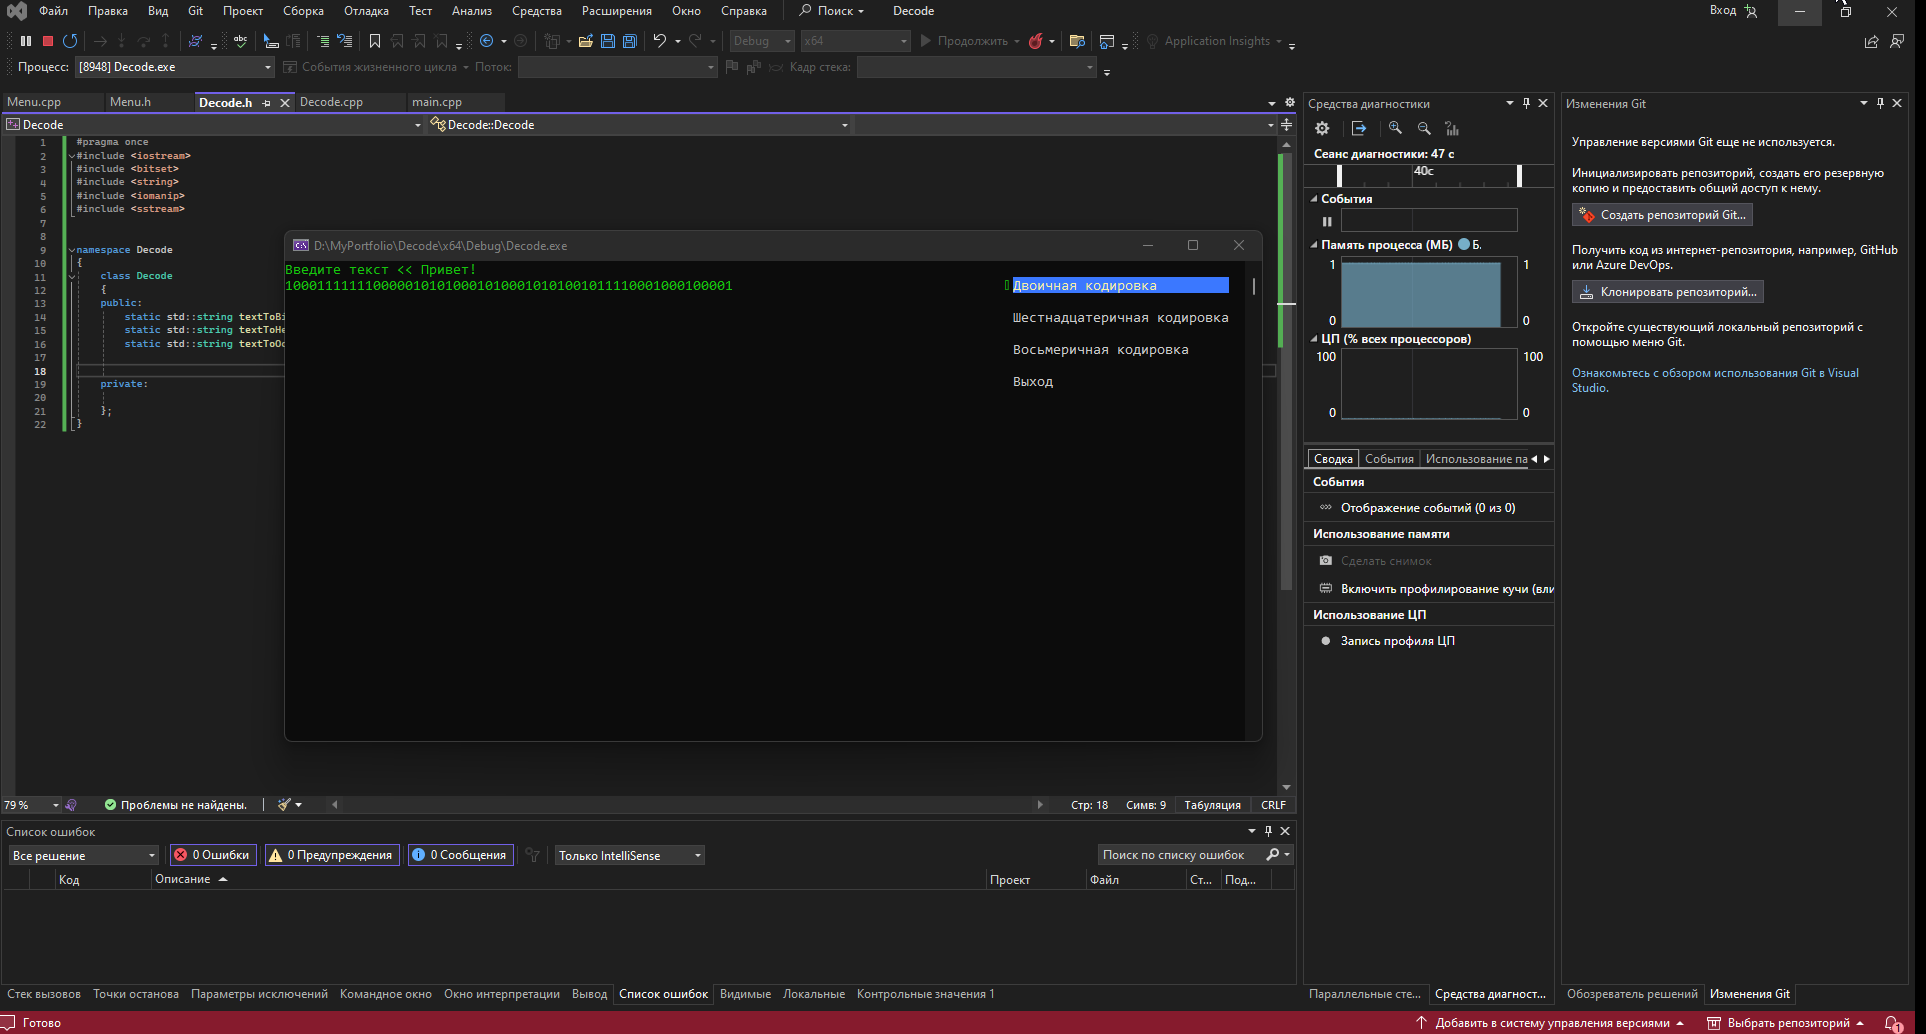 Файл Правка Вид Git Проект Сборка Отладка Тест Анализ Средства Расширения Окно Справка Поиск Decode Вход
Debug x64 Продолжить Application Insights
Процесс: [8948] Decode.exe События жизненного цикла Поток: Кадр стека:
Menu.cpp Menu.h Decode.h Decode.cpp main.cpp
Decode Decode::Decode
1 #pragma once
2 #include <iostream>
3 #include <bitset>
4 #include <string>
5 #include <iomanip>
6 #include <sstream>
7
8
9 namespace Decode
10 {
11 class Decode
12 {
13 public:
14 static std::string textToBi
15 static std::string textToHe
16 static std::string textToOc
17
18
19 private:
20
21 };
22 }
D:\MyPortfolio\Decode\x64\Debug\Decode.exe
Введите текст << Привет!
Двоичная кодировка
Шестнадцатеричная кодировка
Восьмеричная кодировка
Выход
79 % Проблемы не найдены. Стр: 18 Симв: 9 Табуляция CRLF
Список ошибок
Все решение 0 Ошибки 0 Предупреждения 0 Сообщения Только IntelliSense Поиск по списку ошибок
Код Описание Проект Файл Ст... Под...
Стек вызовов Точки останова Параметры исключений Командное окно Окно интерпретации Вывод Список ошибок Видимые Локальные Контрольные значения 1
Средства диагностики
Сеанс диагностики: 47 с
40с
События
Память процесса (МБ) Б.
1 1
0 0
ЦП (% всех процессоров)
100 100
0 0
Сводка События Использование па
События
Отображение событий (0 из 0)
Использование памяти
Сделать снимок
Включить профилирование кучи (вли
Использование ЦП
Запись профиля ЦП
Параллельные сте... Средства диагност...
Изменения Git
Управление версиями Git еще не используется.
Инициализировать репозиторий, создать его резервную
копию и предоставить общий доступ к нему.
Создать репозиторий Git...
Получить код из интернет-репозитория, например, GitHub
или Azure DevOps.
Клонировать репозиторий...
Откройте существующий локальный репозиторий с
помощью меню Git.
Ознакомьтесь с обзором использования Git в Visual
Studio.
Обозреватель решений Изменения Git
Готово Добавить в систему управления версиями Выбрать репозиторий 1